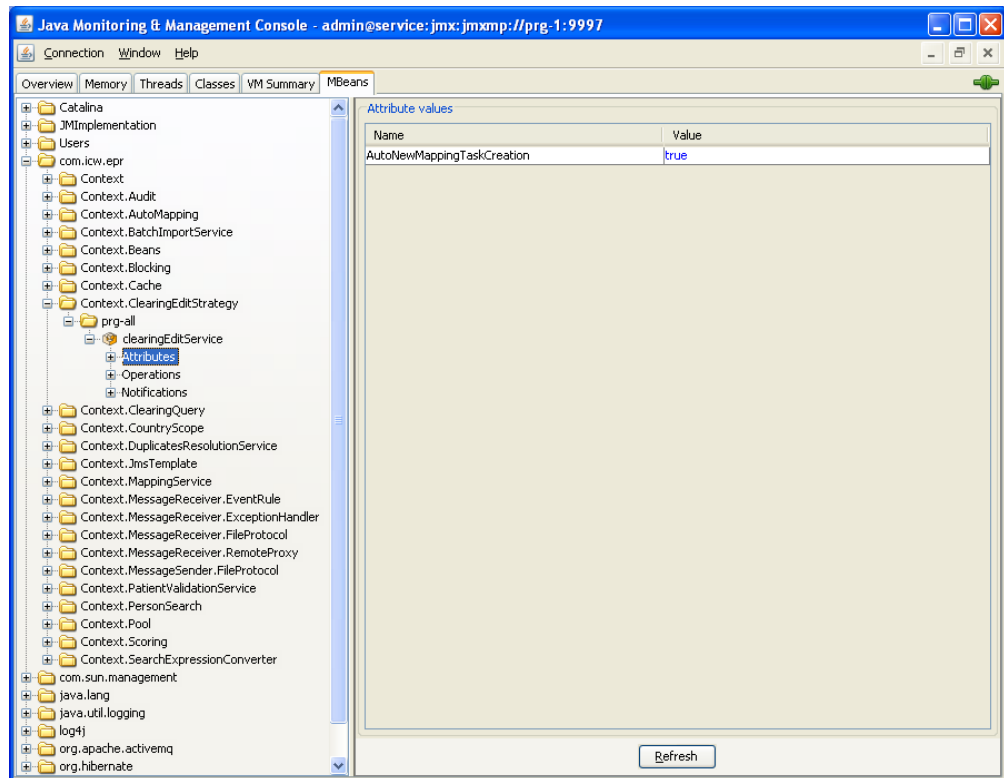 Java Monitoring & Management Console - admin@service:jmx:jmxmp://prg-1:9997
Connection Window Help
Overview Memory Threads Classes VM Summary MBeans
Catalina
JMImplementation
Users
com.icw.epr
Context
Context.Audit
Context.AutoMapping
Context.BatchImportService
Context.Beans
Context.Blocking
Context.Cache
Context.ClearingEditStrategy
prg-all
clearingEditService
Attributes
Operations
Notifications
Context.ClearingQuery
Context.CountryScope
Context.DuplicatesResolutionService
Context.JmsTemplate
Context.MappingService
Context.MessageReceiver.EventRule
Context.MessageReceiver.ExceptionHandler
Context.MessageReceiver.FileProtocol
Context.MessageReceiver.RemoteProxy
Context.MessageSender.FileProtocol
Context.PatientValidationService
Context.PersonSearch
Context.Pool
Context.Scoring
Context.SearchExpressionConverter
com.sun.management
java.lang
java.util.logging
log4j
org.apache.activemq
org.hibernate
Attribute values
Name Value
AutoNewMappingTaskCreation true
Refresh